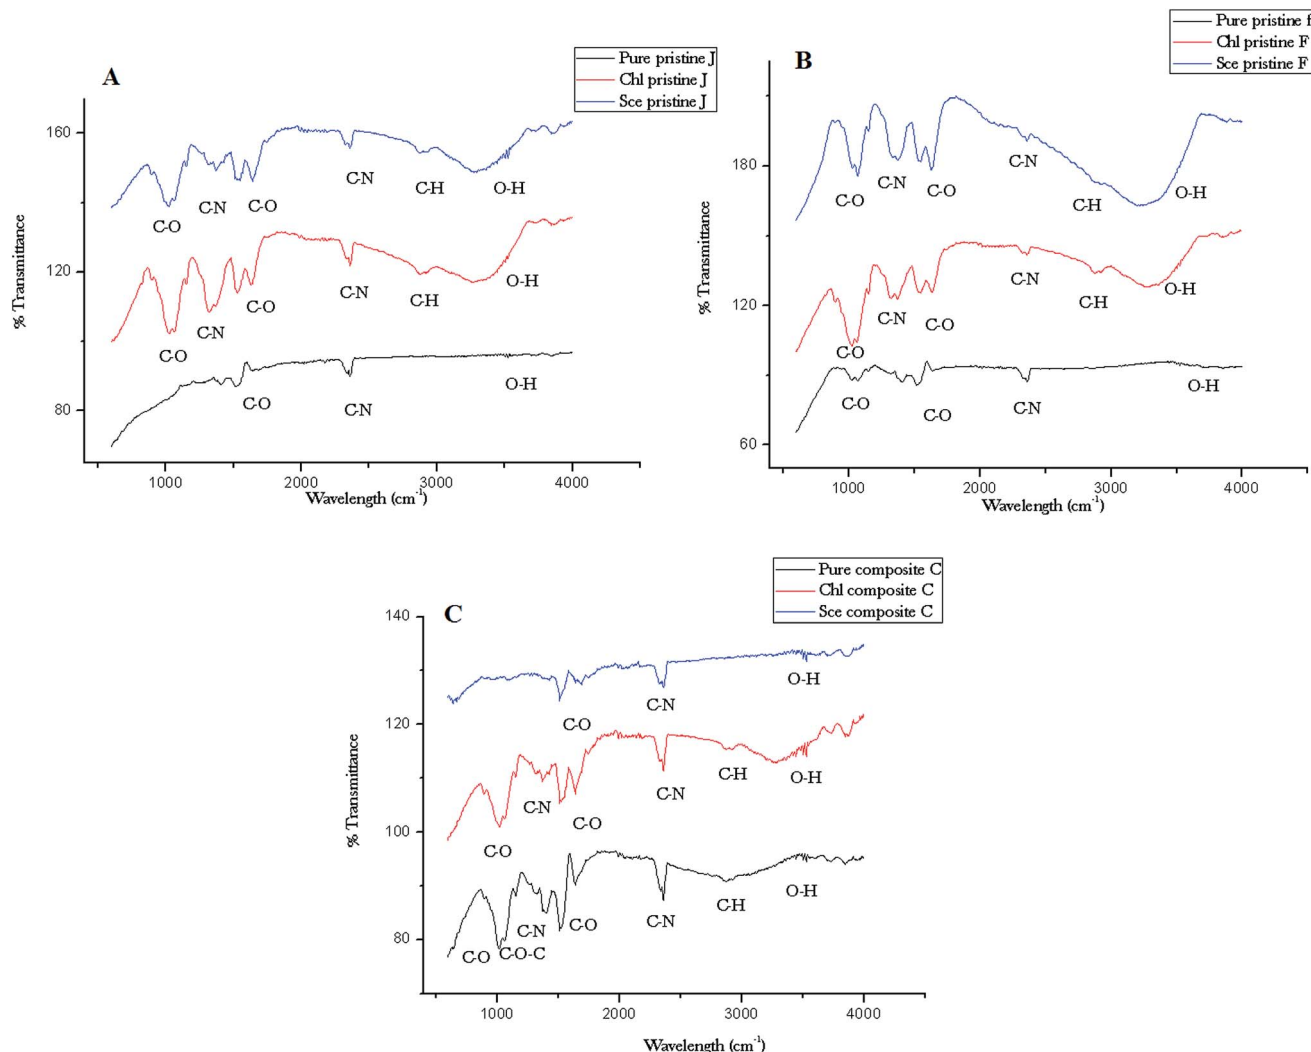 A
Pure pristine J
Chl pristine J
Sce pristine J
160
120
80
% Transmittance
C-O
C-N
C-O
C-N
C-H
O-H
C-O
C-N
C-O
C-N
C-H
O-H
C-O
C-N
O-H
1000
2000
3000
4000
Wavelength (cm-1)
B
Pure pristine f
Chl pristine F
Sce pristine F
180
120
60
% Transmittance
C-O
C-N
C-O
C-N
C-H
O-H
C-O
C-N
C-O
C-N
C-H
O-H
C-O
C-O
C-N
O-H
1000
2000
3000
4000
Wavelength (cm-1)
C
Pure composite C
Chl composite C
Sce composite C
140
120
100
80
% Transmittance
C-O
C-N
O-H
C-O
C-N
C-O
C-N
C-H
O-H
C-O
C-O-C
C-N
C-O
C-N
C-H
O-H
1000
2000
3000
4000
Wavelength (cm-1)